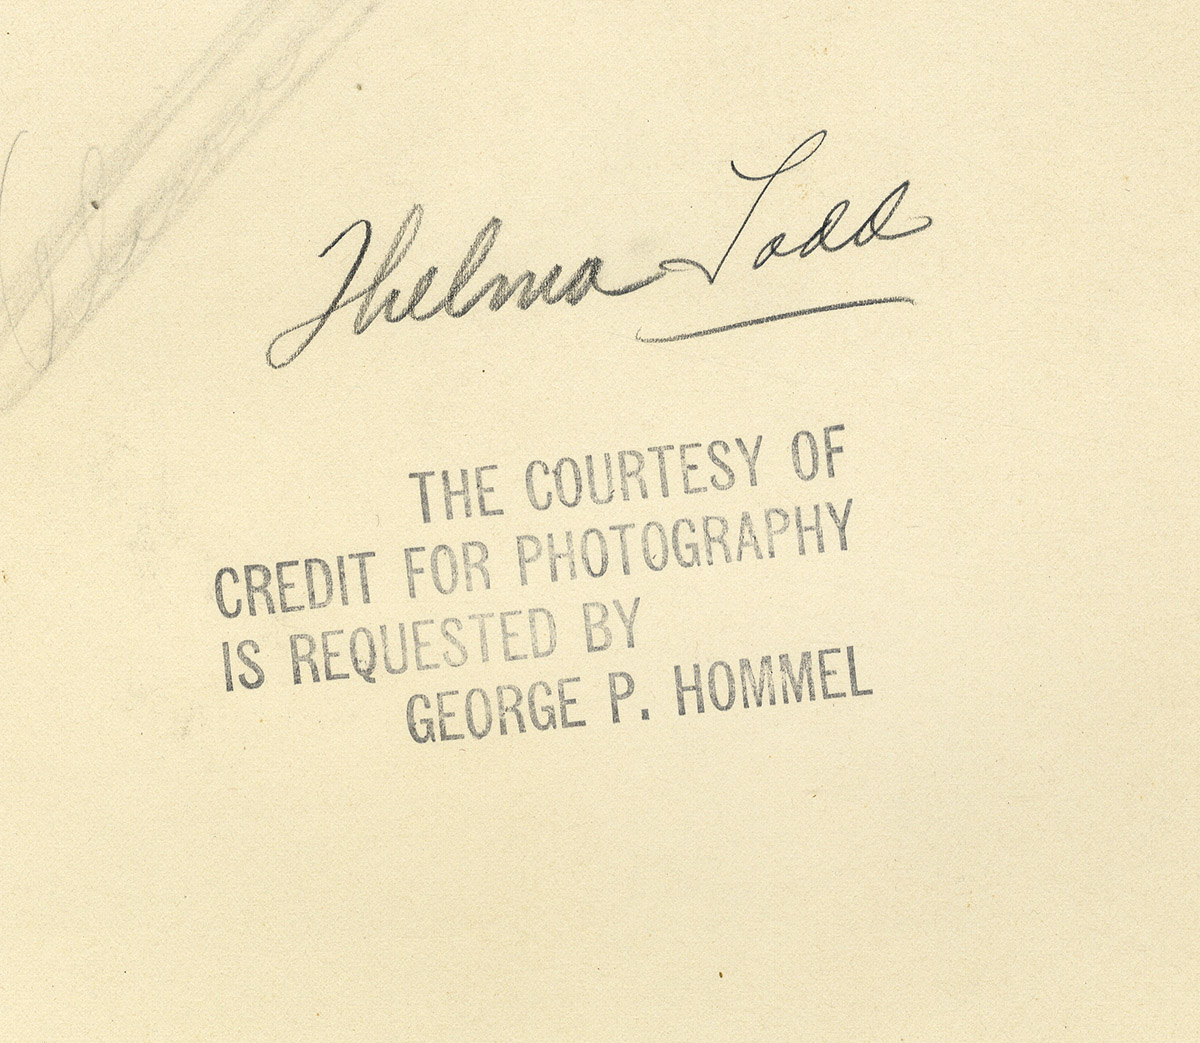 Thelma Todd
THE COURTESY OF
CREDIT FOR PHOTOGRAPHY
IS REQUESTED BY
GEORGE P. HOMMEL